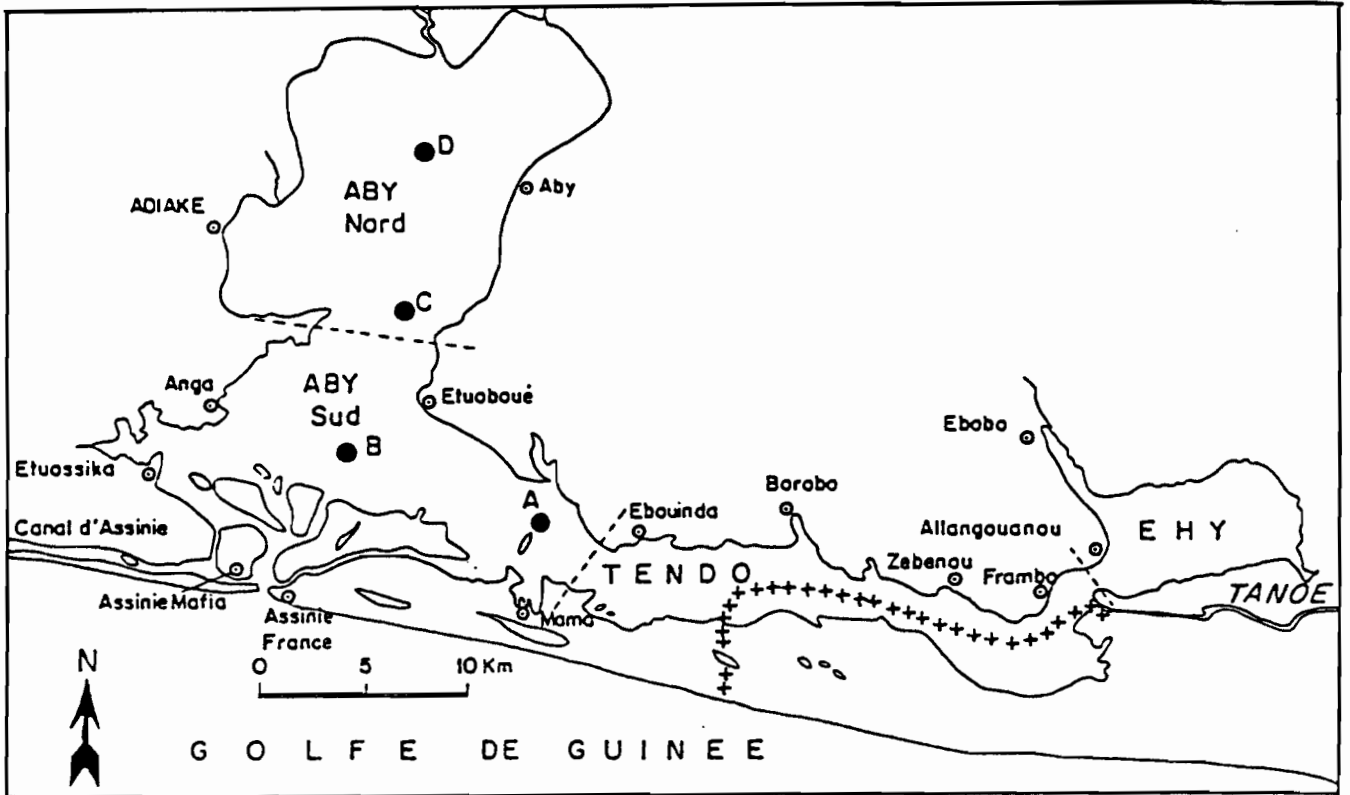 D
ABY
Nord
Aby
ADIAKE
C
ABY
Sud
Anga
Etuoboué
B
Ebobo
Etuossika
A
Borobo
Ebouinda
Canal d'Assinie
Allangouanou
EHY
TENDO
Zebenou
Frambo
TANOE
Assinie Mafia
Assinie
France
Mama
N
0 5 10 Km
GOLFE DE GUINEE